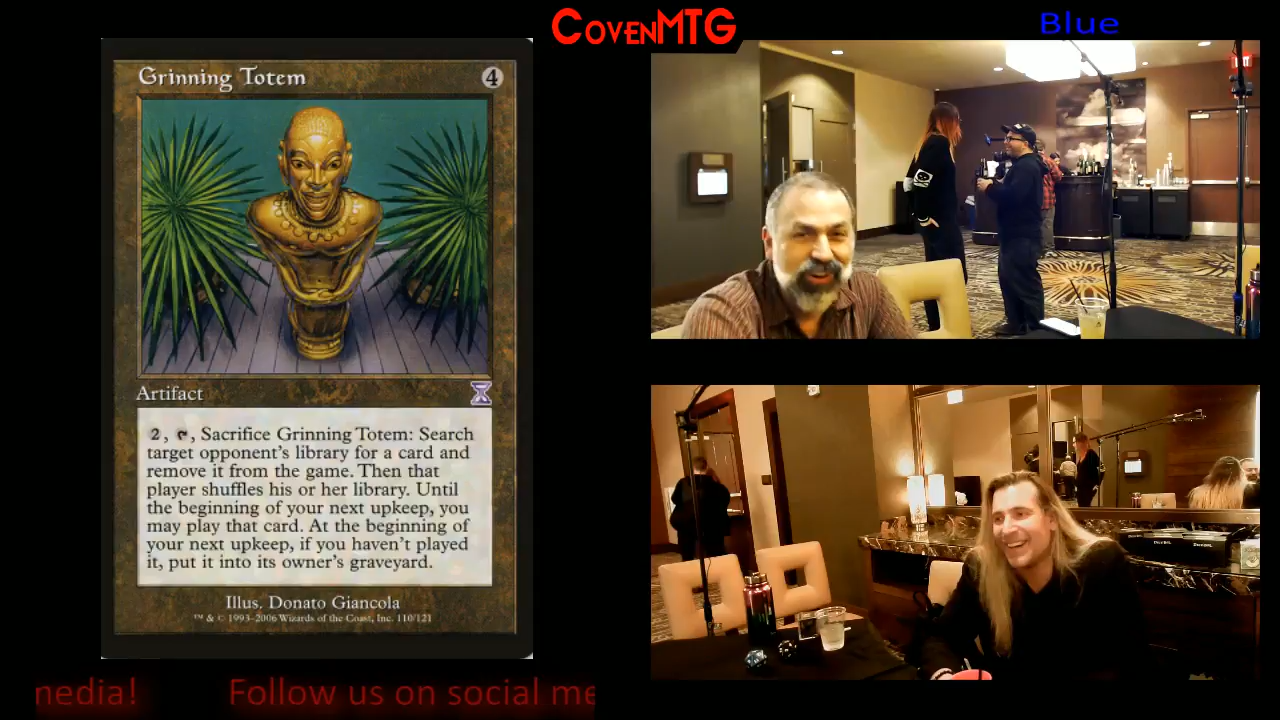 CovenMTG
Blue
Grinning Totem 4
Artifact
2, , Sacrifice Grinning Totem: Search
target opponent's library for a card and
remove it from the game. Then that
player shuffles his or her library. Until
the beginning of your next upkeep, you
may play that card. At the beginning of
your next upkeep, if you haven't played
it, put it into its owner's graveyard.
Illus. Donato Giancola
™ & © 1993-2006 Wizards of the Coast, Inc. 110/121
nedia! Follow us on social me